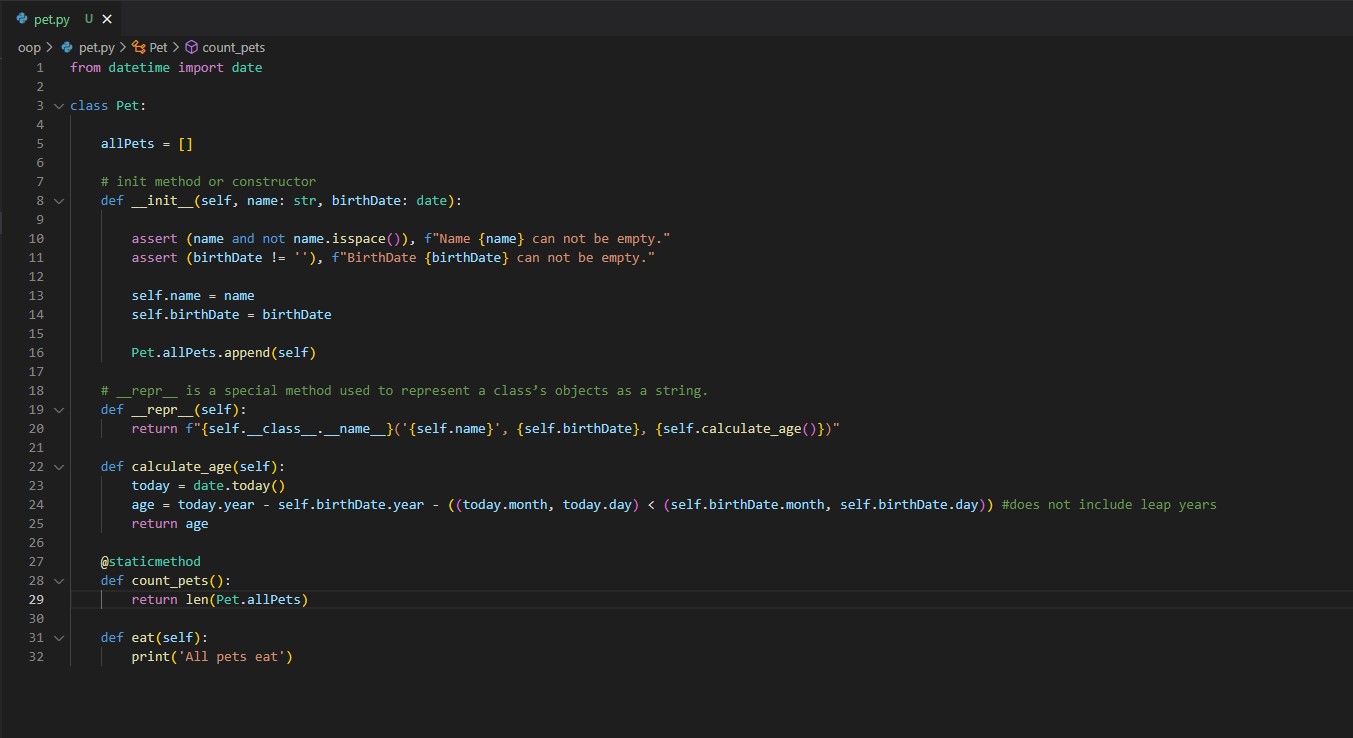 pet.py U
oop > pet.py > Pet > count_pets
1 from datetime import date
2
3 class Pet:
4
5     allPets = []
6
7     # init method or constructor
8     def __init__(self, name: str, birthDate: date):
9
10         assert (name and not name.isspace()), f"Name {name} can not be empty."
11         assert (birthDate != ''), f"BirthDate {birthDate} can not be empty."
12
13         self.name = name
14         self.birthDate = birthDate
15
16         Pet.allPets.append(self)
17
18     # __repr__ is a special method used to represent a class’s objects as a string.
19     def __repr__(self):
20         return f"{self.__class__.__name__}('{self.name}', {self.birthDate}, {self.calculate_age()})"
21
22     def calculate_age(self):
23         today = date.today()
24         age = today.year - self.birthDate.year - ((today.month, today.day) < (self.birthDate.month, self.birthDate.day)) #does not include leap years
25         return age
26
27     @staticmethod
28     def count_pets():
29         return len(Pet.allPets)
30
31     def eat(self):
32         print('All pets eat')